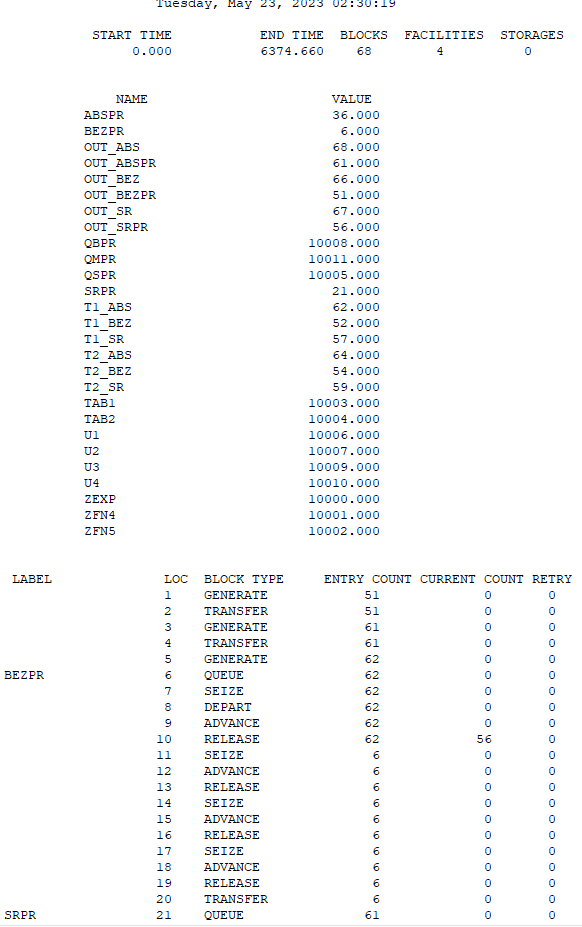 Tuesday, May 23, 2023 02:30:19
START TIME END TIME BLOCKS FACILITIES STORAGES
0.000 6374.660 68 4 0
NAME VALUE
ABSPR 36.000
BEZPR 6.000
OUT_ABS 68.000
OUT_ABSPR 61.000
OUT_BEZ 66.000
OUT_BEZPR 51.000
OUT_SR 67.000
OUT_SRPR 56.000
QBPR 10008.000
QMPR 10011.000
QSPR 10005.000
SRPR 21.000
T1_ABS 62.000
T1_BEZ 52.000
T1_SR 57.000
T2_ABS 64.000
T2_BEZ 54.000
T2_SR 59.000
TAB1 10003.000
TAB2 10004.000
U1 10006.000
U2 10007.000
U3 10009.000
U4 10010.000
ZEXP 10000.000
ZFN4 10001.000
ZFN5 10002.000
LABEL LOC BLOCK TYPE ENTRY COUNT CURRENT COUNT RETRY
1 GENERATE 51 0 0
2 TRANSFER 51 0 0
3 GENERATE 61 0 0
4 TRANSFER 61 0 0
5 GENERATE 62 0 0
BEZPR 6 QUEUE 62 0 0
7 SEIZE 62 0 0
8 DEPART 62 0 0
9 ADVANCE 62 0 0
10 RELEASE 62 56 0
11 SEIZE 6 0 0
12 ADVANCE 6 0 0
13 RELEASE 6 0 0
14 SEIZE 6 0 0
15 ADVANCE 6 0 0
16 RELEASE 6 0 0
17 SEIZE 6 0 0
18 ADVANCE 6 0 0
19 RELEASE 6 0 0
20 TRANSFER 6 0 0
SRPR 21 QUEUE 61 0 0